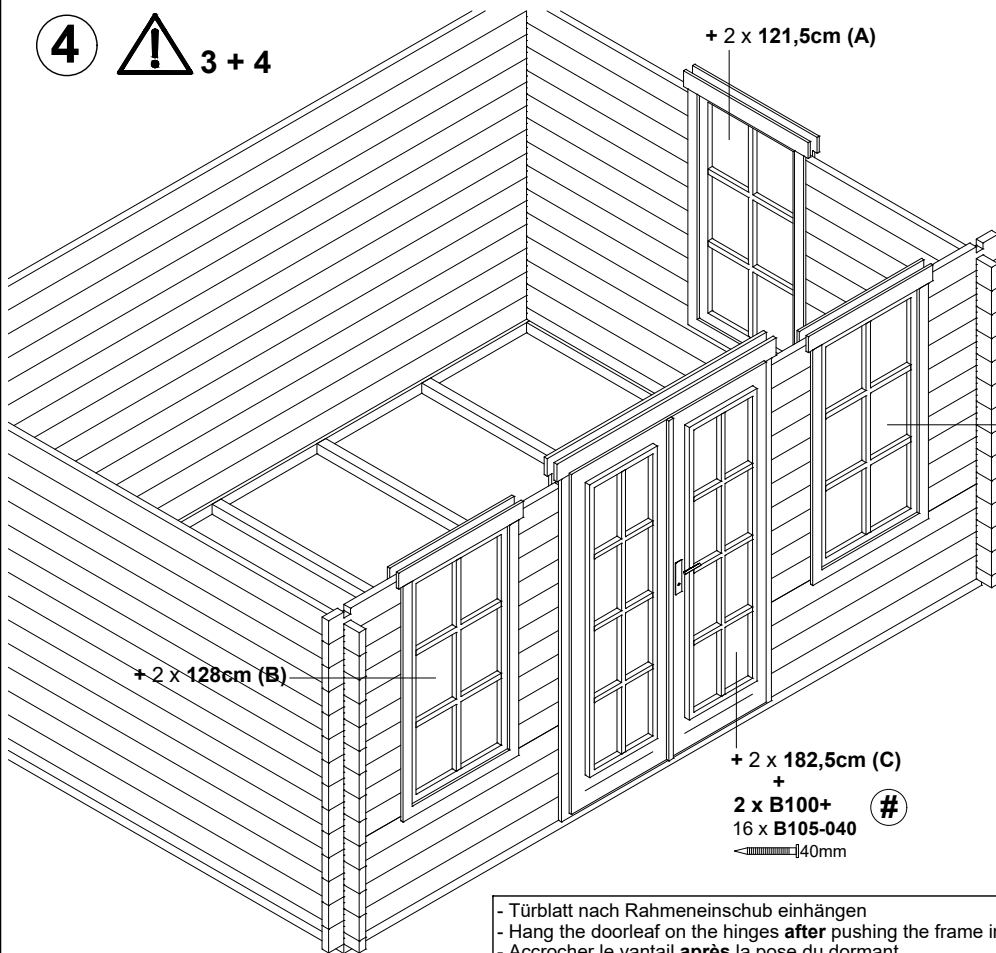 4
3 + 4
+ 2 x 121,5cm (A)
+ 2 x 128cm (B)
+ 2 x 182,5cm (C)
+
2 x B100+
#
16 x B105-040
40mm
- Türblatt nach Rahmeneinschub einhängen
- Hang the doorleaf on the hinges after pushing the frame in
- Accrocher le vantail après la pose du dormant